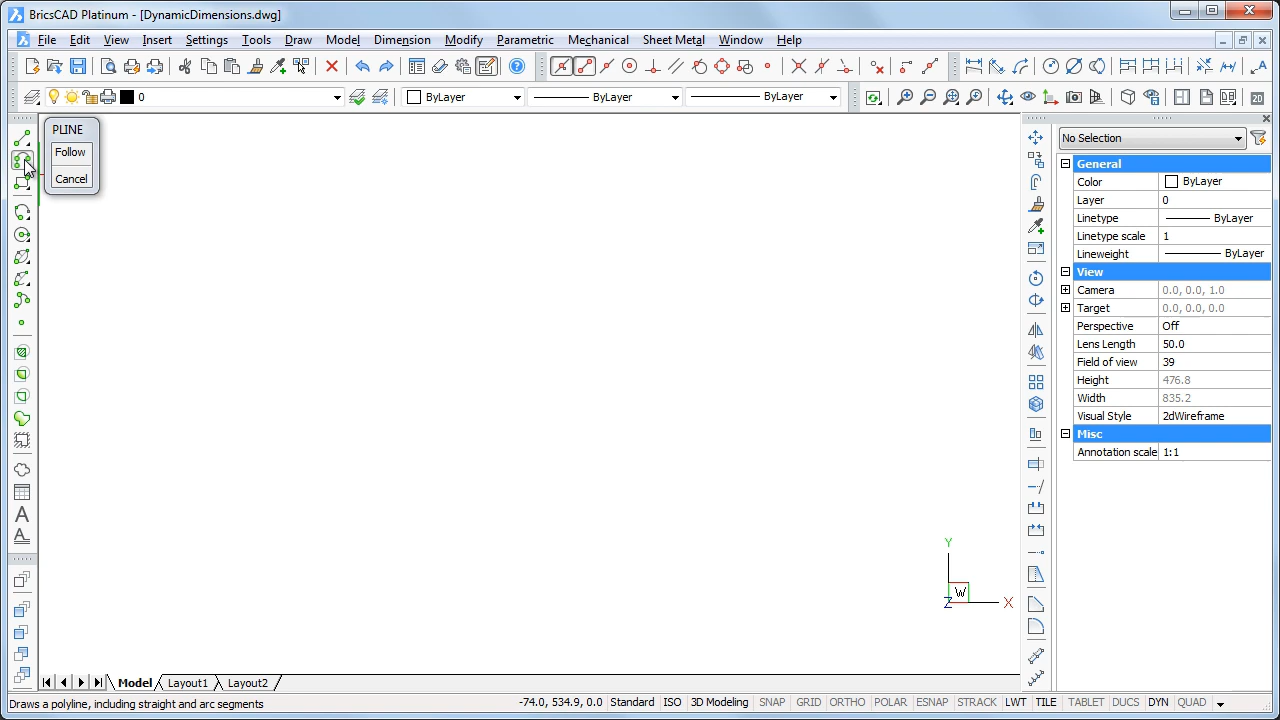 BricsCAD Platinum - [DynamicDimensions.dwg]
File Edit View Insert Settings Tools Draw Model Dimension Modify Parametric Mechanical Sheet Metal Window Help
0 ByLayer ByLayer ByLayer
2D
PLINE
Follow
Cancel
A
A
No Selection
General
Color ByLayer
Layer 0
Linetype ByLayer
Linetype scale 1
Lineweight ByLayer
View
Camera 0.0, 0.0, 1.0
Target 0.0, 0.0, 0.0
Perspective Off
Lens Length 50.0
Field of view 39
Height 476.8
Width 835.2
Visual Style 2dWireframe
Misc
Annotation scale 1:1
Y
W
Z X
Model Layout1 Layout2
Draws a polyline, including straight and arc segments -74.0, 534.9, 0.0 Standard ISO 3D Modeling SNAP GRID ORTHO POLAR ESNAP STRACK LWT TILE TABLET DUCS DYN QUAD